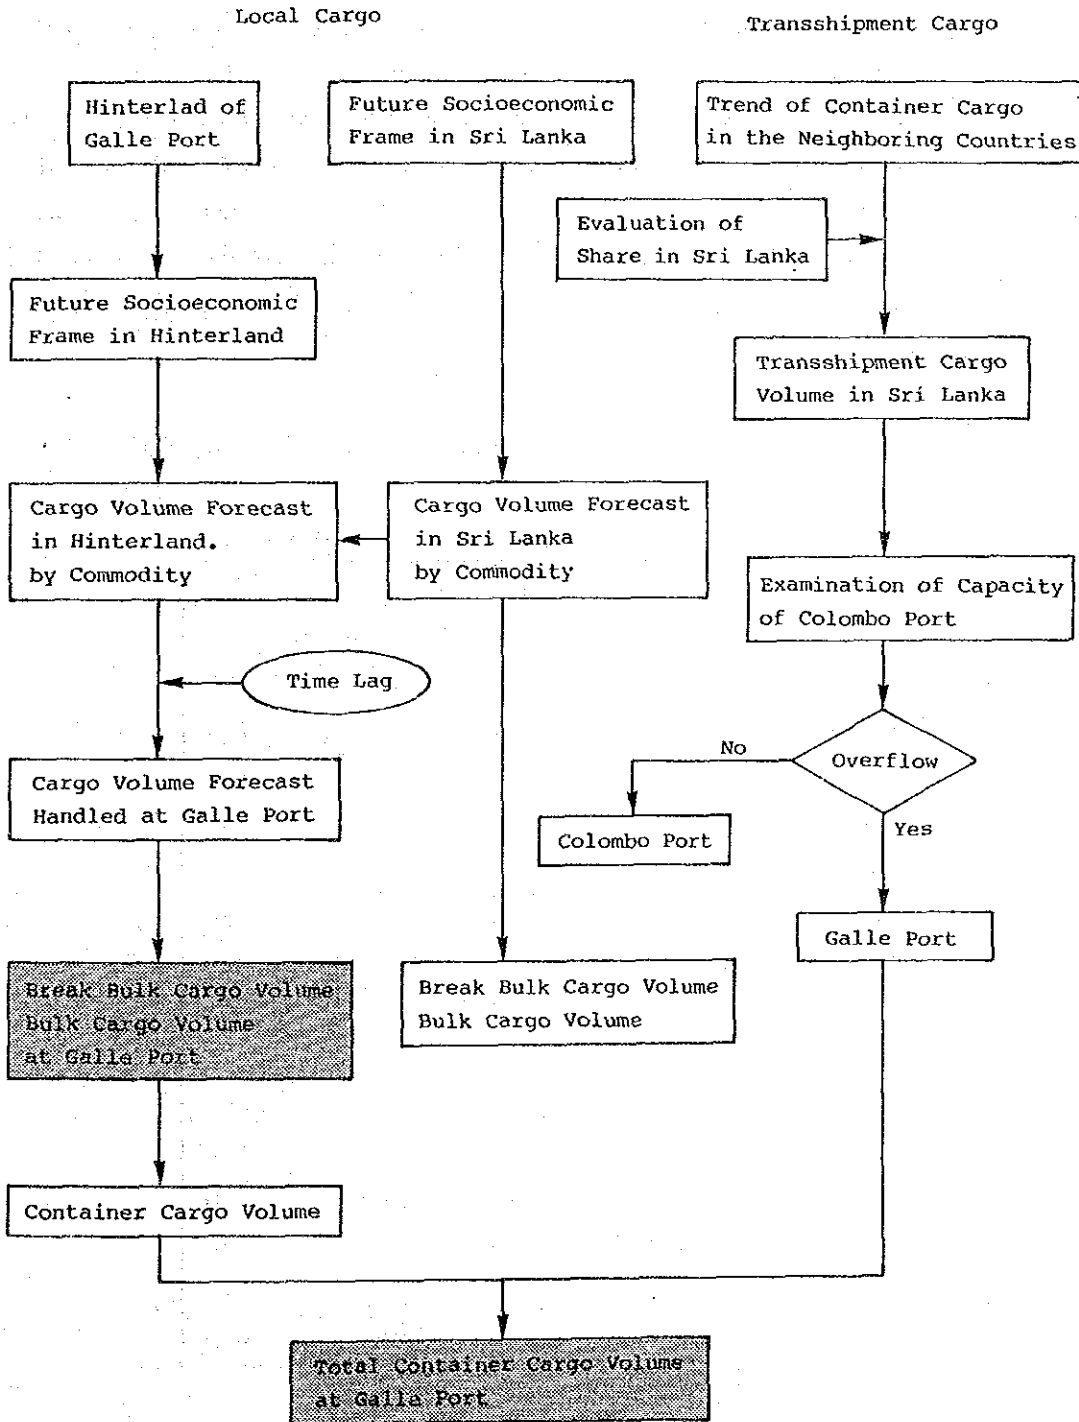 Local Cargo
Transshipment Cargo
Hinterlad of
Galle Port
Future Socioeconomic
Frame in Sri Lanka
Trend of Container Cargo
in the Neighboring Countries
Evaluation of
Share in Sri Lanka
Future Socioeconomic
Frame in Hinterland
Transshipment Cargo
Volume in Sri Lanka
Cargo Volume Forecast
in Hinterland.
by Commodity
Cargo Volume Forecast
in Sri Lanka
by Commodity
Examination of Capacity
of Colombo Port
Time Lag
Overflow
No
Yes
Cargo Volume Forecast
Handled at Galle Port
Colombo Port
Galle Port
Break Bulk Cargo Volume
Bulk Cargo Volume
at Galle Port
Break Bulk Cargo Volume
Bulk Cargo Volume
Container Cargo Volume
Total Container Cargo Volume
at Galle Port